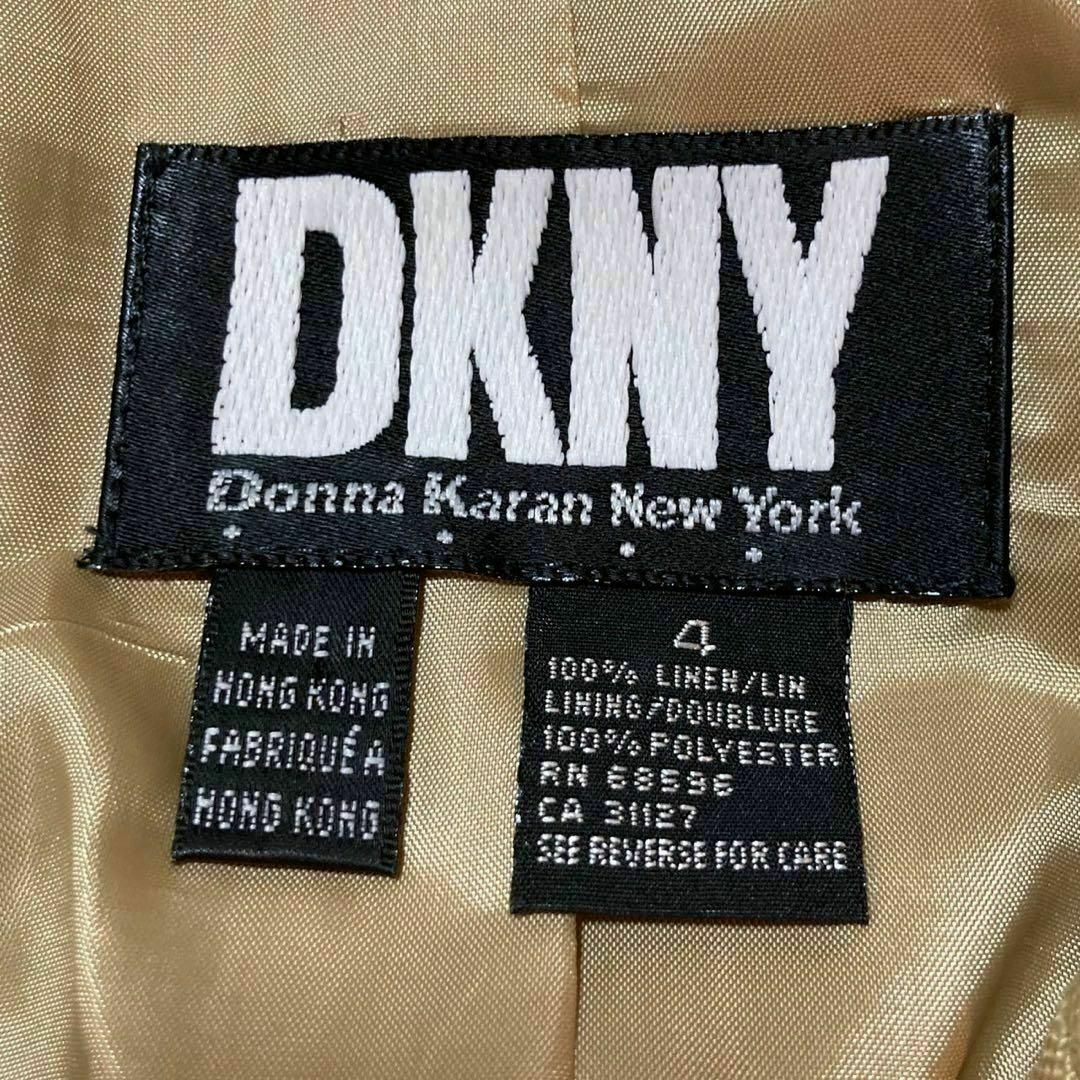 DKNY
Donna Karan New York
MADE IN
HONG KONG
FABRIQUÉ A
HONG KONG
4
100% LINEN/LIN
LINING/DOUBLURE
100% POLYESTER
RN 68596
CA 31127
SEE REVERSE FOR CARE